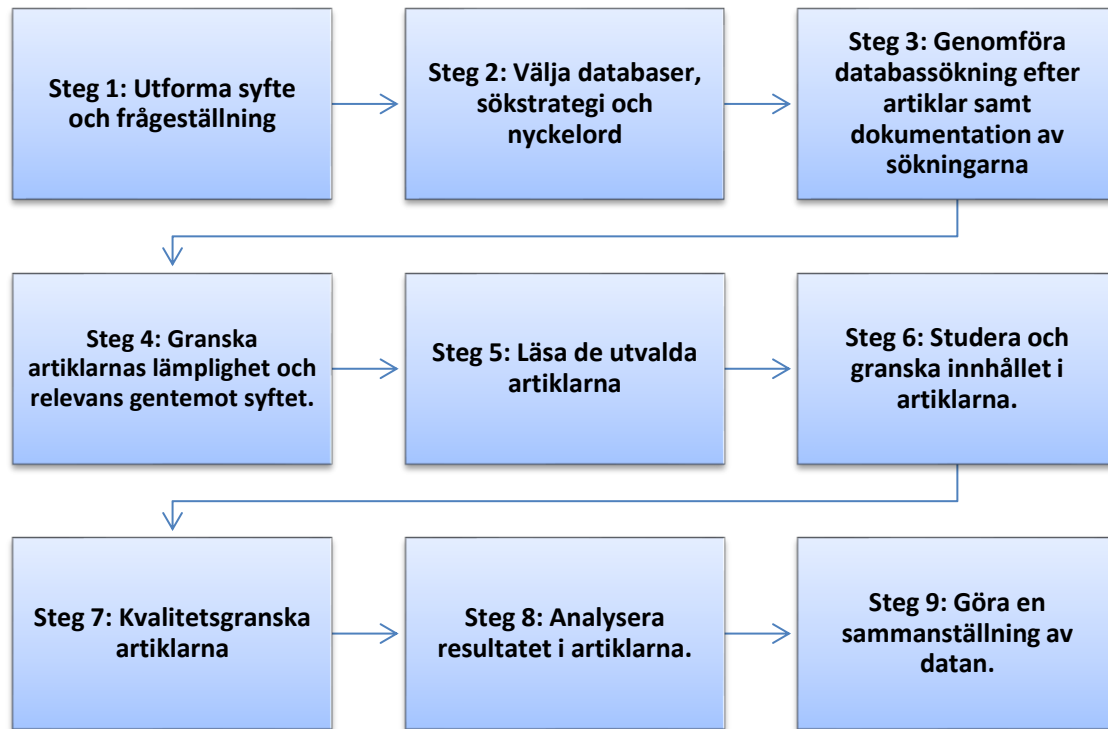 Steg 1: Utforma syfte
och frågeställning
Steg 2: Välja databaser,
sökstrategi och
nyckelord
Steg 3: Genomföra
databassökning efter
artiklar samt
dokumentation av
sökningarna
Steg 4: Granska
artiklarnas lämplighet och
relevans gentemot syftet.
Steg 5: Läsa de utvalda
artiklarna
Steg 6: Studera och
granska innhållet i
artiklarna.
Steg 7: Kvalitetsgranska
artiklarna
Steg 8: Analysera
resultatet i artiklarna.
Steg 9: Göra en
sammanställning av
datan.